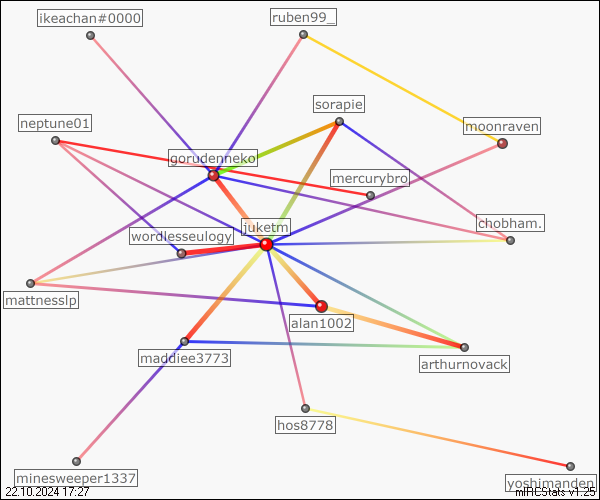 ikeachan#0000
ruben99_
sorapie
neptune01
moonraven
gorudenneko
mercurybro
chobham.
juketm
wordlesseulogy
mattnesslp
alan1002
maddiee3773
arthurnovack
hos8778
minesweeper1337
yoshimanden
22.10.2024 17:27
mIRCStats v1.25